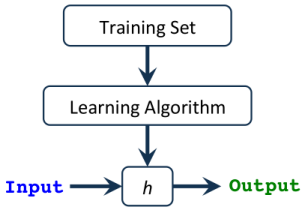 Training Set
Learning Algorithm
Input
h
Output